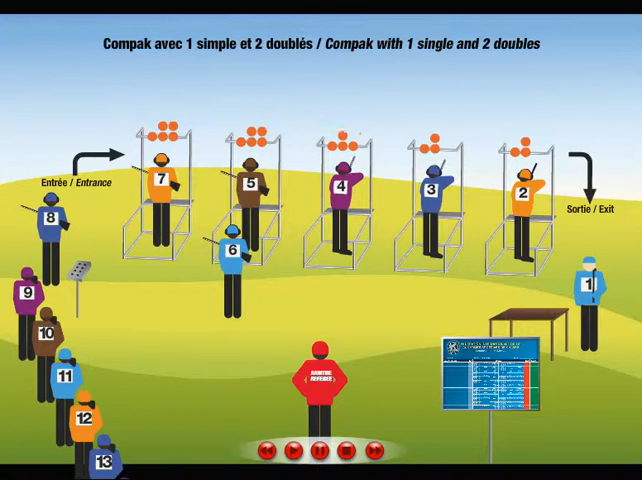 Compak avec 1 simple et 2 doublés / Compak with 1 single and 2 doubles
Entrée / Entrance
7
5
4
3
2
Sortie / Exit
8
6
1
9
10
11
12
13
ARBITRE
REFEREE